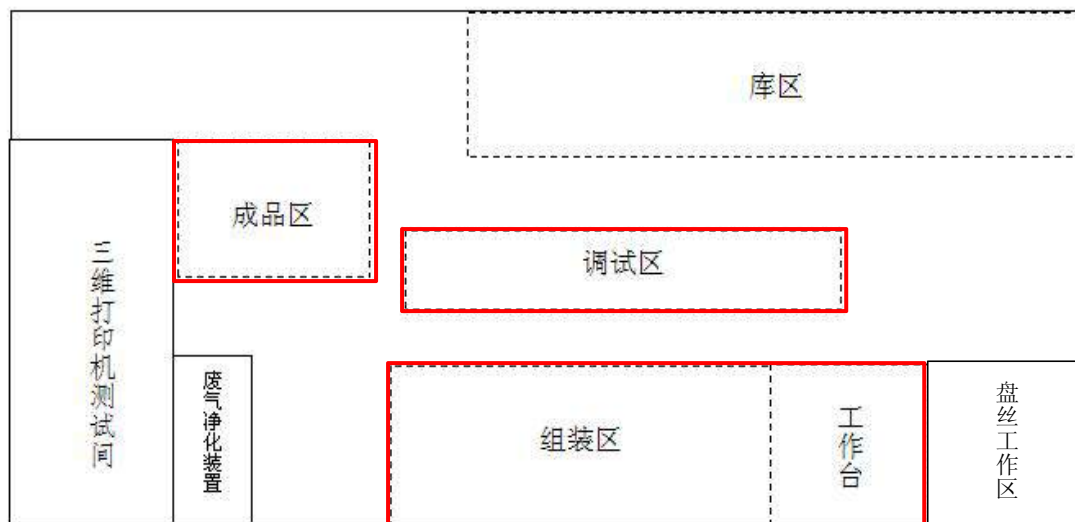 库区
成品区
调试区
三维打印机测试间
废气净化装置
组装区
工作台
盘丝工作区